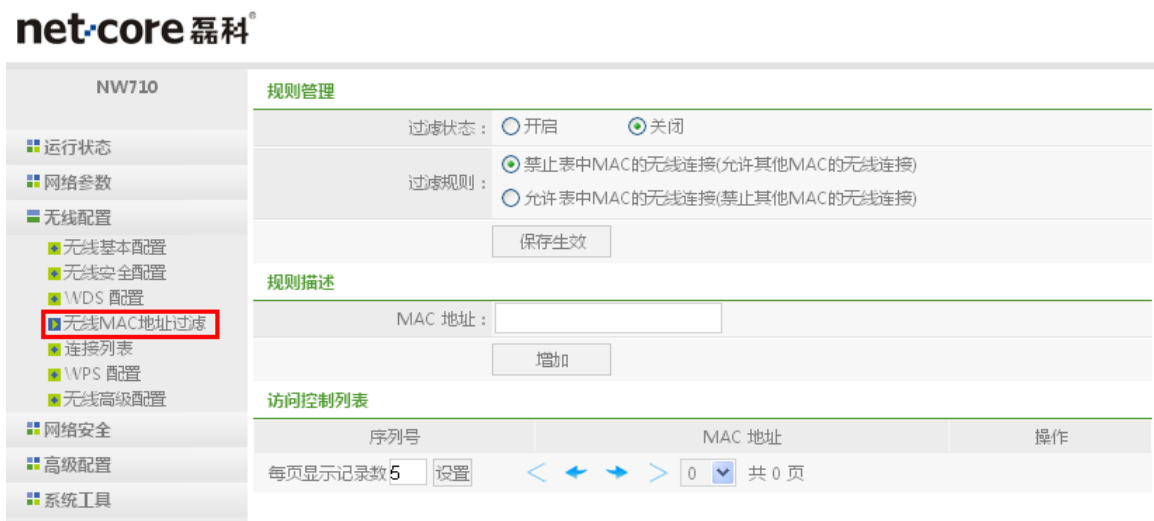 net·core 磊科
NW710
运行状态
网络参数
无线配置
无线基本配置
无线安全配置
WDS 配置
无线MAC地址过滤
连接列表
WPS 配置
无线高级配置
网络安全
高级配置
系统工具
规则管理
过滤状态: 开启 关闭
过滤规则: 禁止表中MAC的无线连接(允许其他MAC的无线连接)
允许表中MAC的无线连接(禁止其他MAC的无线连接)
保存生效
规则描述
MAC 地址:
增加
访问控制列表
序列号 MAC 地址 操作
每页显示记录数 5 设置 0 共 0 页